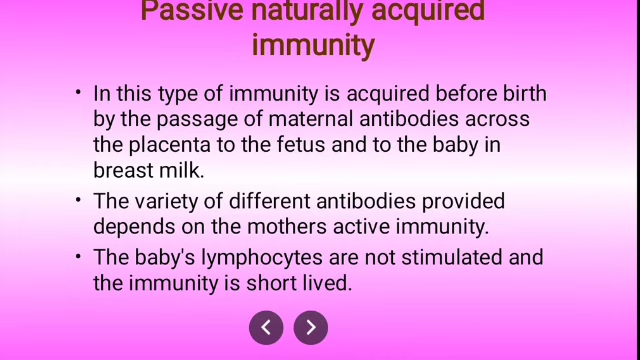 Passive naturally acquired
immunity
• In this type of immunity is acquired before birth
by the passage of maternal antibodies across
the placenta to the fetus and to the baby in
breast milk.
• The variety of different antibodies provided
depends on the mothers active immunity.
• The baby's lymphocytes are not stimulated and
the immunity is short lived.